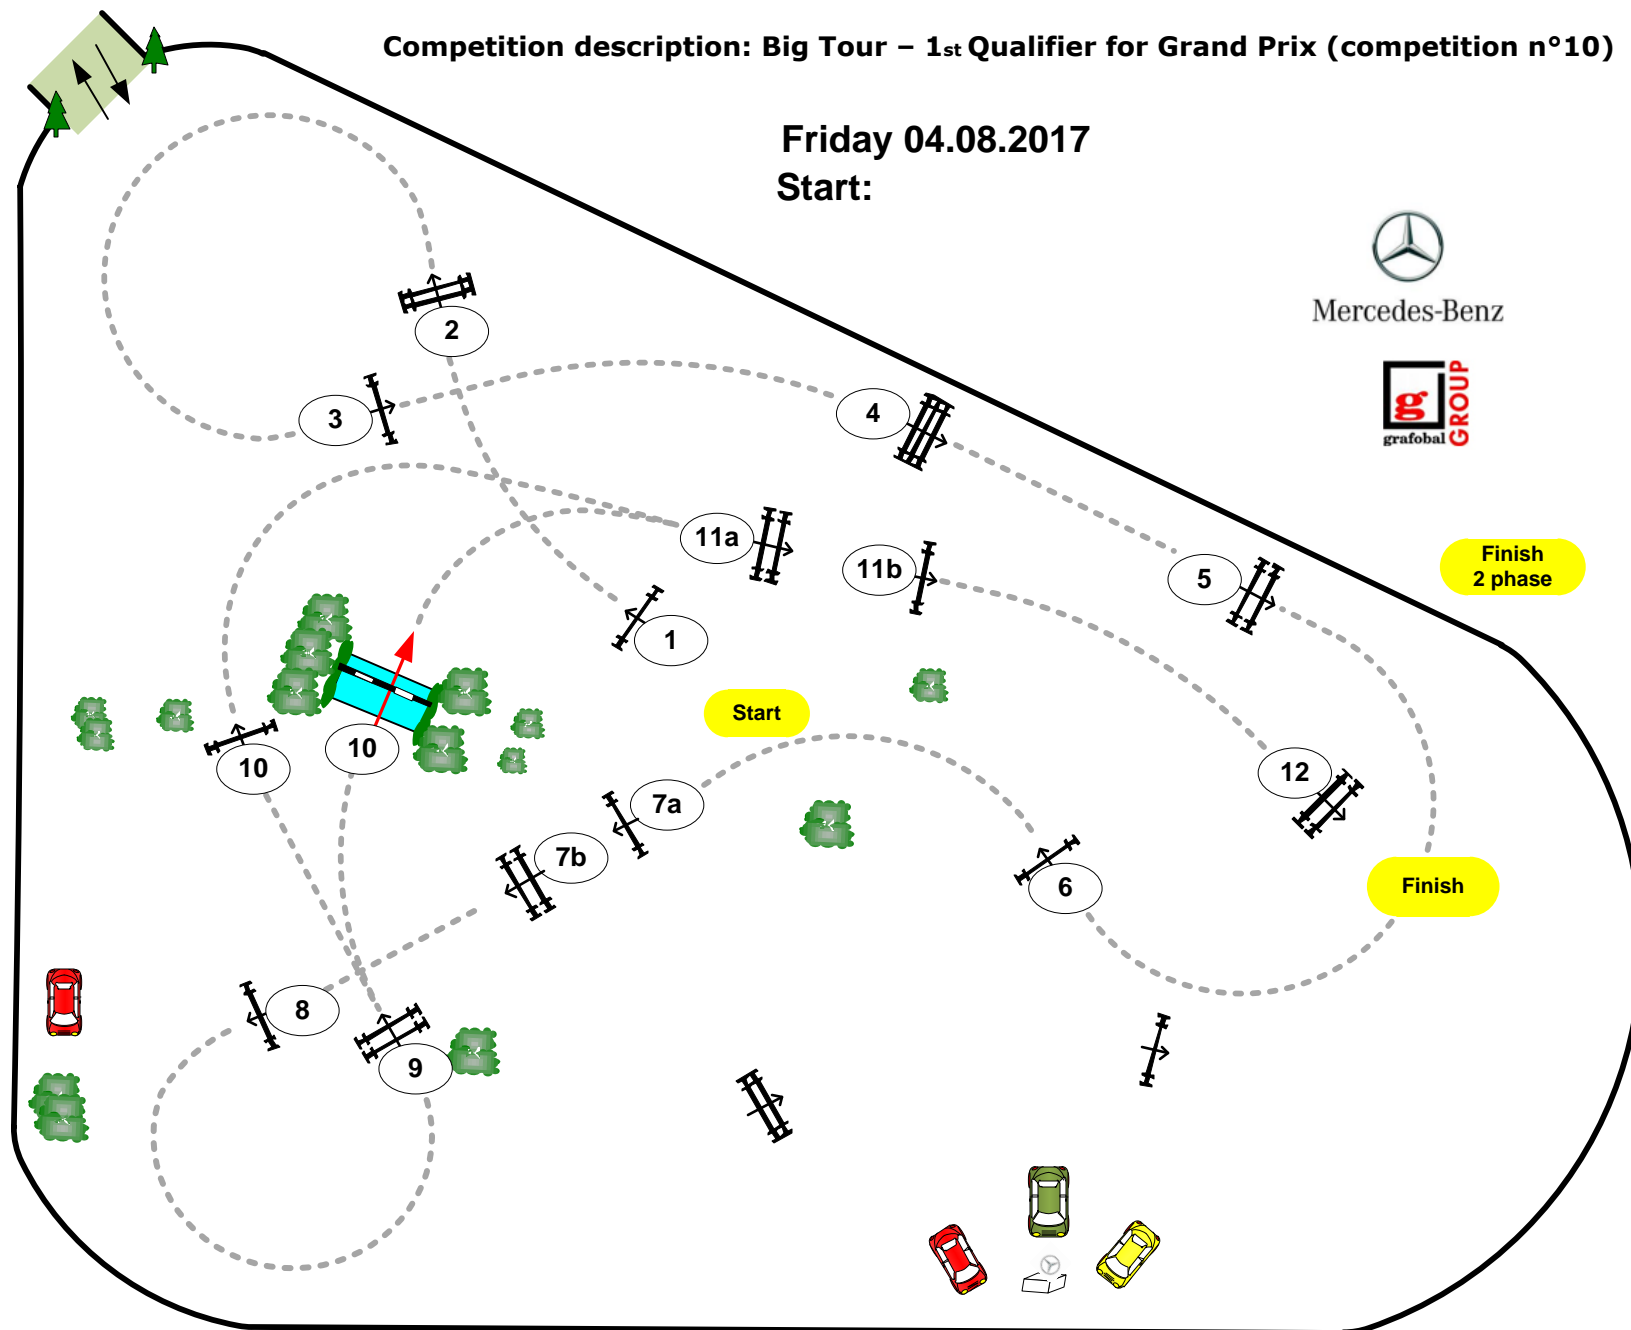 Competition description: Big Tour – 1st Qualifier for Grand Prix (competition n°10)
Friday 04.08.2017
Start:
Mercedes-Benz
g
grafobal
GROUP
2
3
4
11a
11b
5
Finish
2 phase
1
Start
10
10
12
7a
7b
6
Finish
8
9